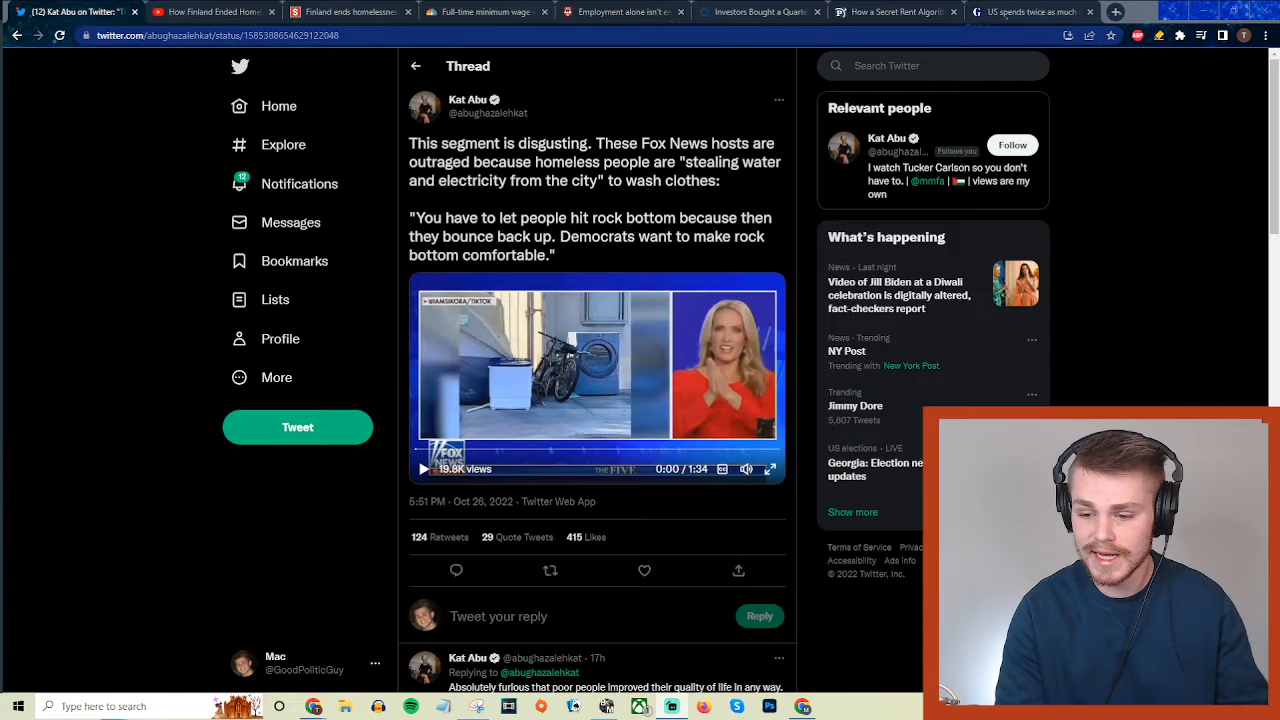 (12) Kat Abu on Twitter: "T
How Finland Ended Homel
Finland ends homelessness
Full-time minimum wage
Employment alone isn't e
Investors Bought a Quarte
How a Secret Rent Algorit
US spends twice as much
twitter.com/abughazalehkat/status/1585388654629122048
Thread
Search Twitter
Home
Explore
12
Notifications
Messages
Bookmarks
Lists
Profile
More
Tweet
Mac
@GoodPoliticGuy
Kat Abu
@abughazalehkat
This segment is disgusting. These Fox News hosts are
outraged because homeless people are "stealing water
and electricity from the city" to wash clothes:
"You have to let people hit rock bottom because then
they bounce back up. Democrats want to make rock
bottom comfortable."
@IAMSIKORA/TIKTOK
FOX
NEWS
19.8K views
THE FIVE
0:00 / 1:34
5:51 PM · Oct 26, 2022 · Twitter Web App
124 Retweets 29 Quote Tweets 415 Likes
Tweet your reply
Reply
Kat Abu @abughazalehkat · 17h
Replying to @abughazalehkat
Absolutely furious that poor people improved their quality of life in any way.
Relevant people
Kat Abu
@abughazal... Follows you
Follow
I watch Tucker Carlson so you don't
have to. | @mmfa | views are my
own
What's happening
News · Last night
Video of Jill Biden at a Diwali
celebration is digitally altered,
fact-checkers report
News · Trending
NY Post
Trending with New York Post
Trending
Jimmy Dore
5,607 Tweets
US elections · LIVE
Georgia: Election ne
updates
Show more
Terms of Service Privac
Accessibility Ads info
© 2022 Twitter, Inc.
Type here to search